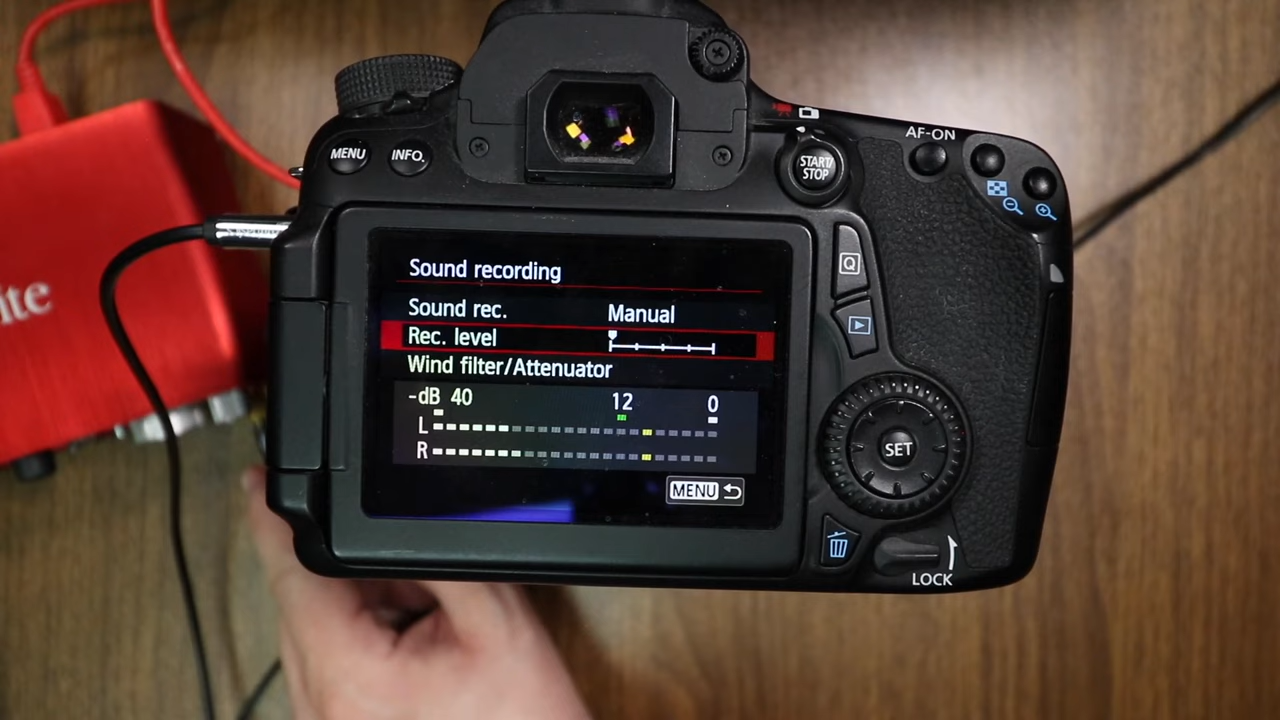 AF-ON
MENU
INFO.
START/
STOP
Q
ite
Sound recording
Sound rec. Manual
Rec. level
Wind filter/Attenuator
-dB 40 12 0
L
R
MENU
SET
LOCK